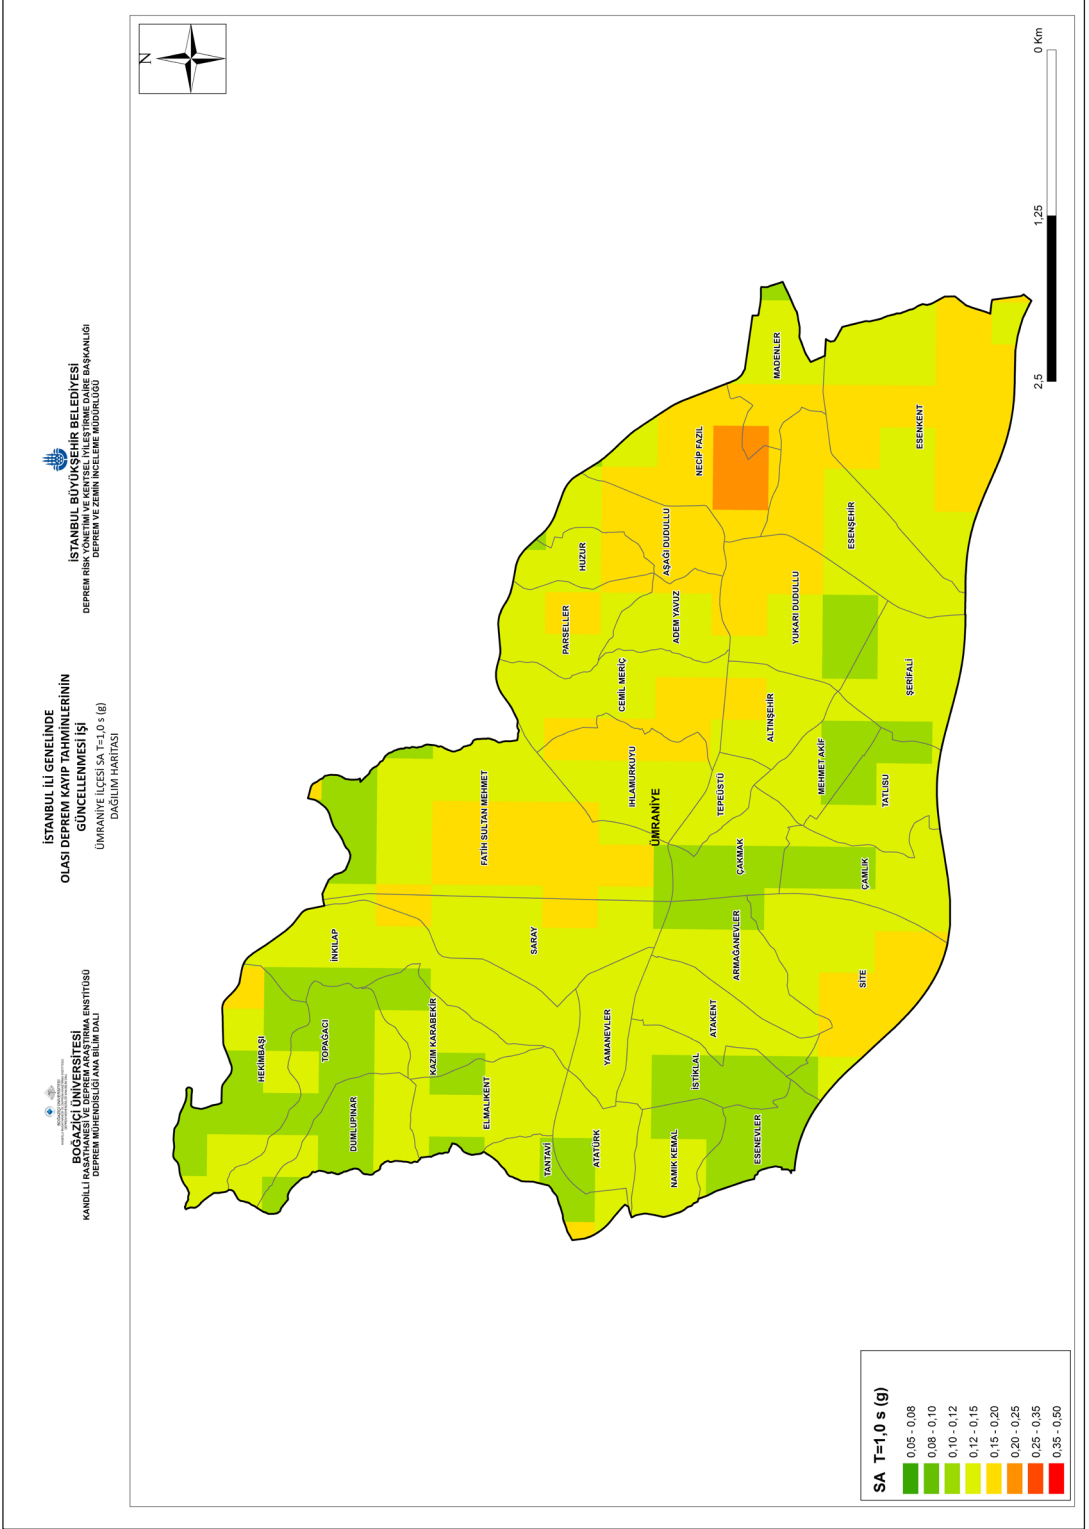 BOĞAZİÇİ ÜNİVERSİTESİ
BOĞAZİÇİ ÜNİVERSİTESİ
KANDİLLİ RASATHANESİ VE DEPREM ARAŞTIRMA ENSTİTÜSÜ
DEPREM MÜHENDİSLİĞİ ANA BİLİM DALI
İSTANBUL İLİ GENELİNDE
OLASI DEPREM KAYIP TAHMİNLERİNİN
GÜNCELLENMESİ İŞİ
ÜMRANİYE İLÇESİ SA T=1,0 s (g)
DAĞILIM HARİTASI
İSTANBUL BÜYÜKŞEHİR BELEDİYESİ
DEPREM RİSK YÖNETİMİ VE KENTSEL İYİLEŞTİRME DAİRE BAŞKANLIĞI
DEPREM VE ZEMİN İNCELEME MÜDÜRLÜĞÜ
N
HEKİMBAŞI
TOPAĞACI
İNKILAP
DUMLUPINAR
KAZIM KARABEKİR
ELMALIKENT
FATİH SULTAN MEHMET
SARAY
TANTAVİ
ATATÜRK
YAMANEVLER
PARSELLER
HUZUR
CEMİL MERİÇ
IHLAMURKUYU
ÜMRANİYE
ADEM YAVUZ
AŞAĞI DUDULLU
NECİP FAZIL
NAMIK KEMAL
İSTİKLAL
ATAKENT
ARMAĞANEVLER
ÇAKMAK
TEPEÜSTÜ
ALTINŞEHİR
YUKARI DUDULLU
MADENLER
ESENEVLER
MEHMET AKİF
ESENŞEHİR
SİTE
ÇAMLIK
TATLISU
ŞERİFALİ
ESENKENT
SA T=1,0 s (g)
0,05 - 0,08
0,08 - 0,10
0,10 - 0,12
0,12 - 0,15
0,15 - 0,20
0,20 - 0,25
0,25 - 0,35
0,35 - 0,50
2,5
1,25
0 Km